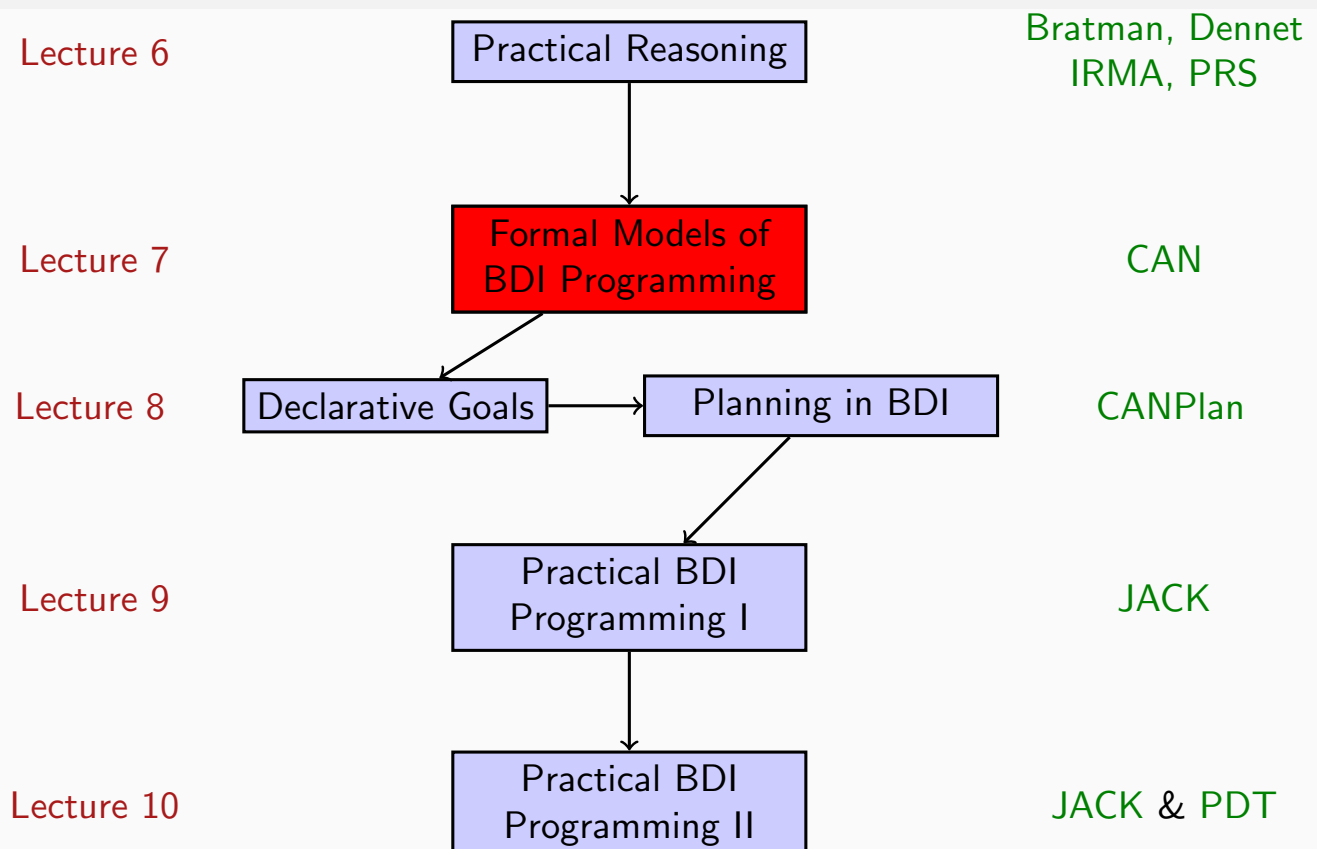 Lecture 6
Practical Reasoning
Bratman, Dennet
IRMA, PRS
Lecture 7
Formal Models of
BDI Programming
CAN
Lecture 8
Declarative Goals
Planning in BDI
CANPlan
Lecture 9
Practical BDI
Programming I
JACK
Lecture 10
Practical BDI
Programming II
JACK & PDT